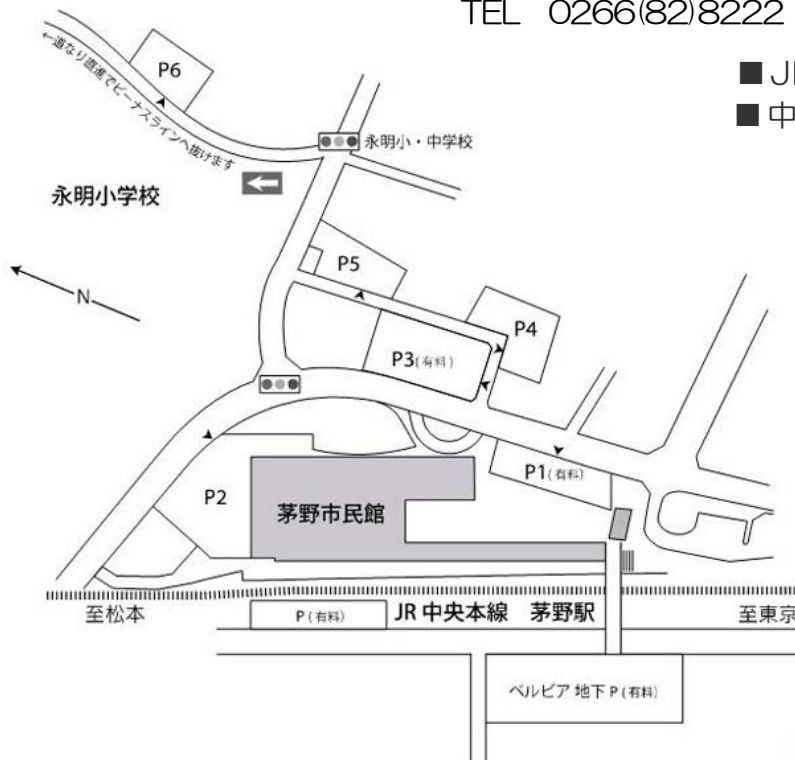 TEL 0266(82)8222
■ JR
■ 中
P6
←道なり直進でビーナスラインへ抜けます
永明小・中学校
永明小学校
N
P5
P4
P3(有料)
P1(有料)
P2
茅野市民館
至松本
P(有料)
JR中央本線 茅野駅
至東京
ベルビア 地下P(有料)